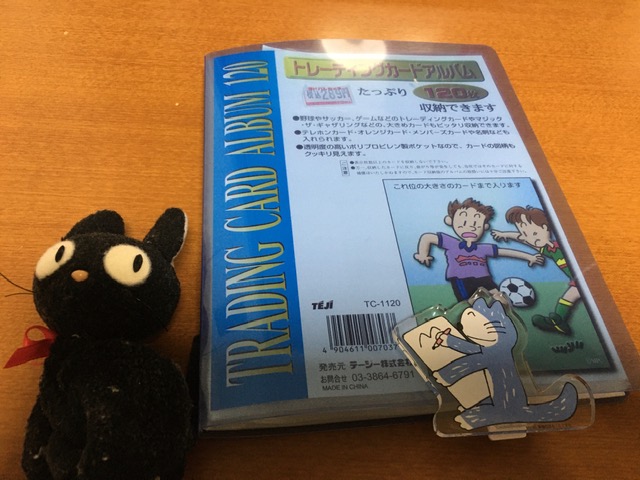 TRADING CARD ALBUM 120
トレーディングカードアルバム
たっぷり 120枚
収納できます
●野球やサッカー、ゲームなどのトレーディングカードやマジック
・ザ・ギャザリングなどの、大きめカードもピッタリ収納できます。
●テレホンカード・オレンジカード・メンバーズカードや名刺なども
入れられます。
●透明度の高いポリプロピレン製ポケットなので、カードの図柄も
クッキリ見えます。
これ位の大きさのカードまで入ります
TÉJI TC-1120
4 904611 00703
発売元 テージー株式会社
お問合せ 03-3864-6791
MADE IN CHINA